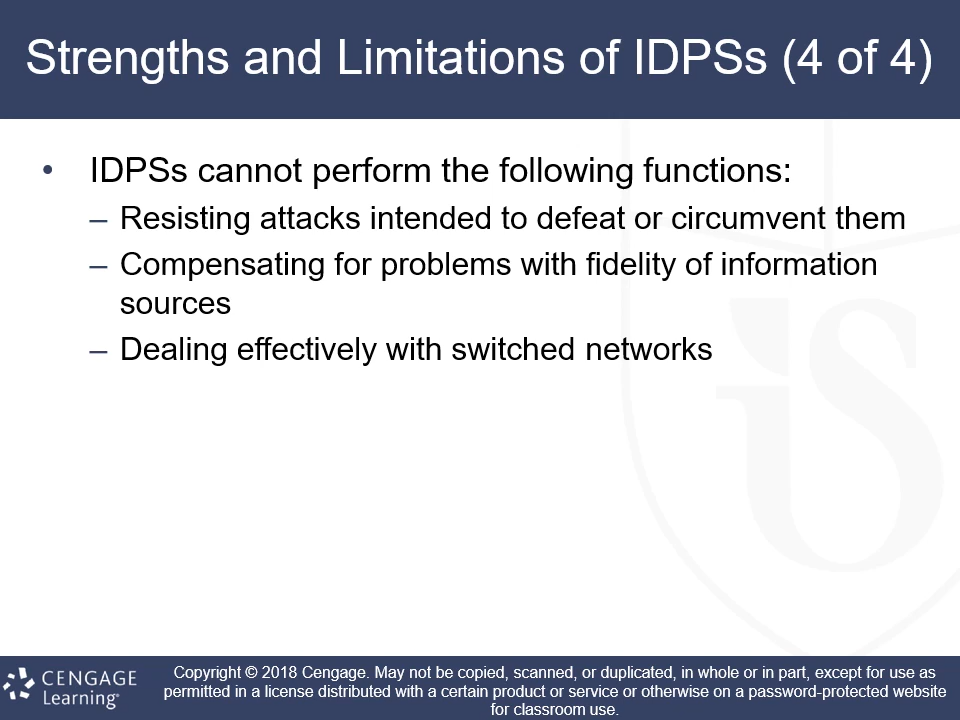 Strengths and Limitations of IDPSs (4 of 4)
• IDPSs cannot perform the following functions:
– Resisting attacks intended to defeat or circumvent them
– Compensating for problems with fidelity of information
sources
– Dealing effectively with switched networks
iS
CENGAGE
Learning®
Copyright © 2018 Cengage. May not be copied, scanned, or duplicated, in whole or in part, except for use as
permitted in a license distributed with a certain product or service or otherwise on a password-protected website
for classroom use.